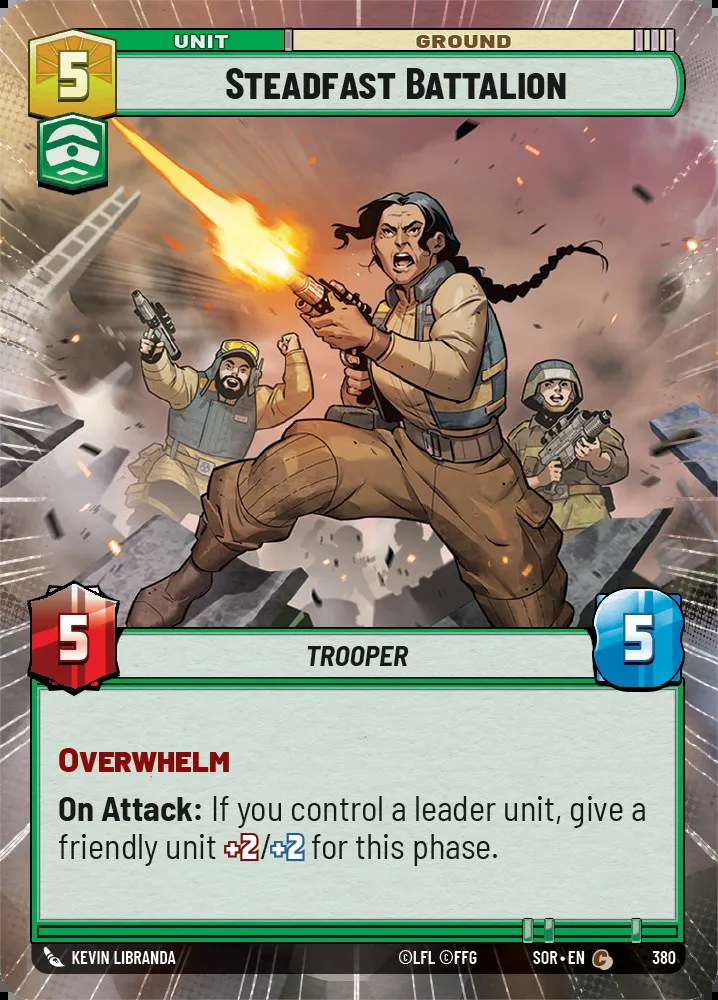 UNIT
GROUND
5
STEADFAST BATTALION
5
TROOPER
5
OVERWHELM
On Attack: If you control a leader unit, give a
friendly unit +2/+2 for this phase.
KEVIN LIBRANDA
©LFL ©FFG
SOR • EN
C
380